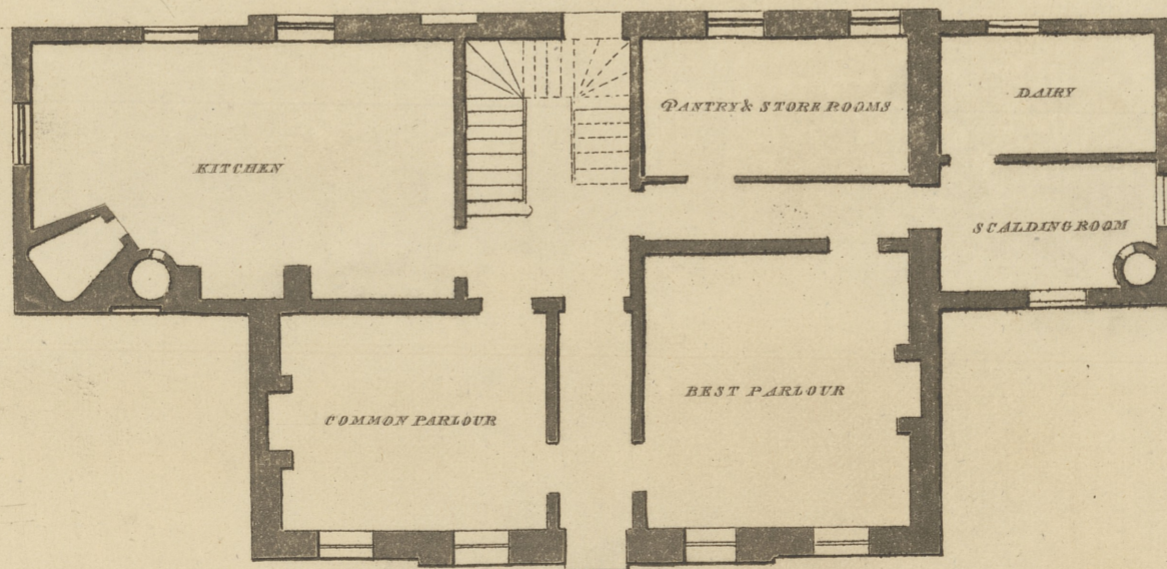 PANTRY & STORE ROOMS
DAIRY
KITCHEN
SCALDING ROOM
BEST PARLOUR
COMMON PARLOUR